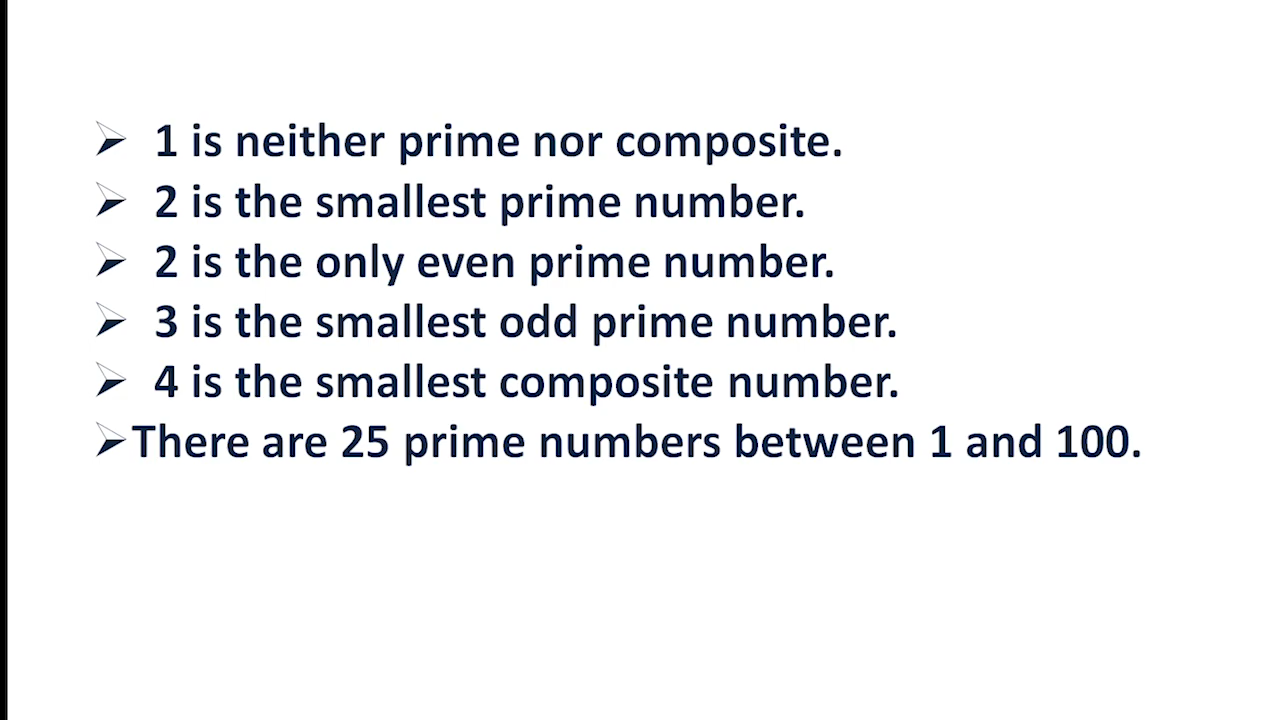 ➢ 1 is neither prime nor composite.
➢ 2 is the smallest prime number.
➢ 2 is the only even prime number.
➢ 3 is the smallest odd prime number.
➢ 4 is the smallest composite number.
➢There are 25 prime numbers between 1 and 100.